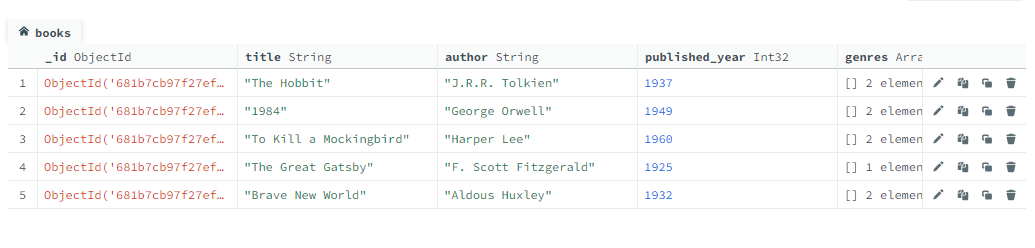 books
_id ObjectId title String author String published_year Int32 genres Arra
1 ObjectId('681b7cb97f27ef… "The Hobbit" "J.R.R. Tolkien" 1937 [] 2 elemen
2 ObjectId('681b7cb97f27ef… "1984" "George Orwell" 1949 [] 2 elemen
3 ObjectId('681b7cb97f27ef… "To Kill a Mockingbird" "Harper Lee" 1960 [] 2 elemen
4 ObjectId('681b7cb97f27ef… "The Great Gatsby" "F. Scott Fitzgerald" 1925 [] 1 elemen
5 ObjectId('681b7cb97f27ef… "Brave New World" "Aldous Huxley" 1932 [] 2 elemen